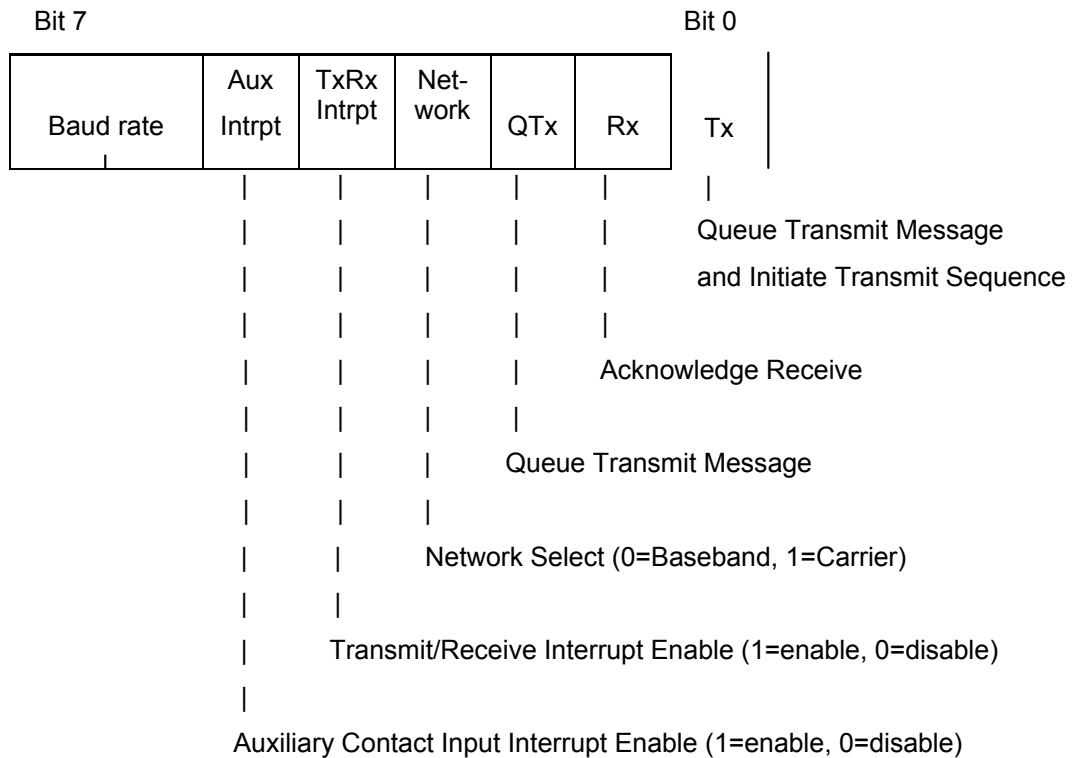 Bit 7 Bit 0
Baud rate Aux Intrpt TxRx Intrpt Net-work QTx Rx Tx
Queue Transmit Message
and Initiate Transmit Sequence
Acknowledge Receive
Queue Transmit Message
Network Select (0=Baseband, 1=Carrier)
Transmit/Receive Interrupt Enable (1=enable, 0=disable)
Auxiliary Contact Input Interrupt Enable (1=enable, 0=disable)